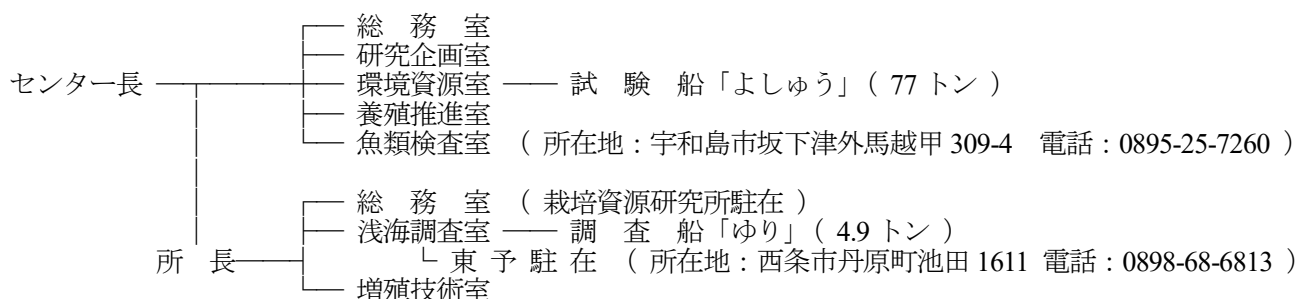 総 務 室
研究企画室
センター長 環境資源室 試 験 船「よしゅう」( 77 トン )
養殖推進室
魚類検査室 ( 所在地:宇和島市坂下津外馬越甲 309-4 電話:0895-25-7260 )
総 務 室 ( 栽培資源研究所駐在 )
浅海調査室 調 査 船「ゆり」( 4.9 トン )
所 長 東 予 駐 在 ( 所在地:西条市丹原町池田 1611 電話:0898-68-6813 )
増殖技術室